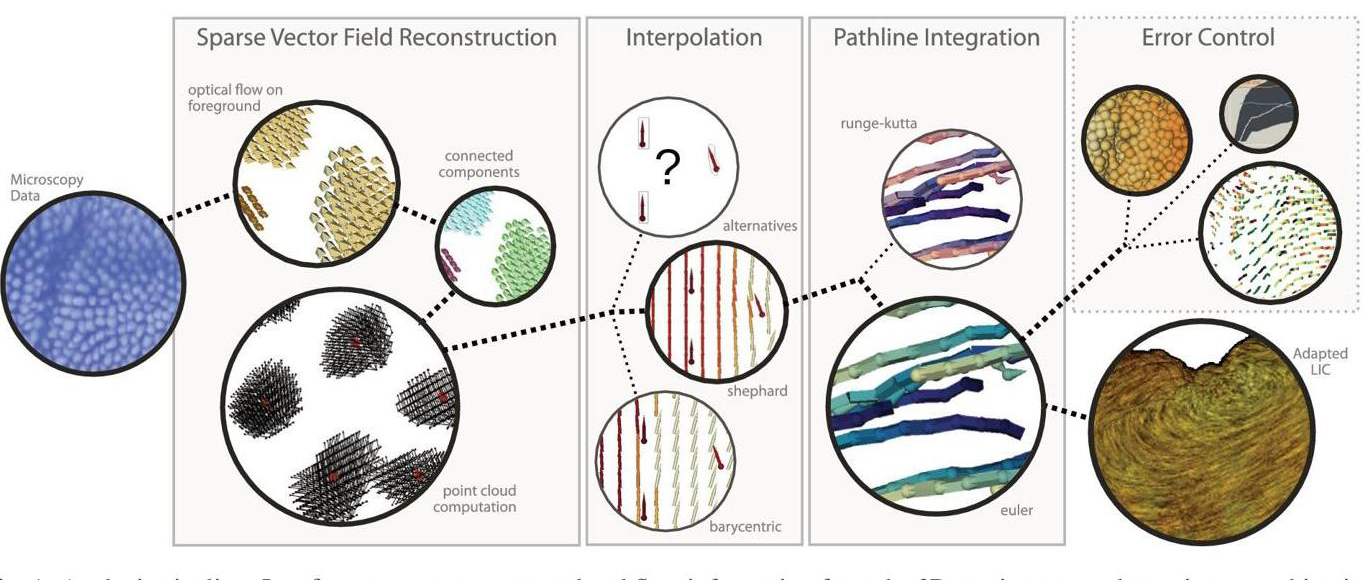 Sparse Vector Field Reconstruction
Interpolation
Pathline Integration
Error Control
optical flow on
foreground
connected
components
Microscopy
Data
point cloud
computation
?
alternatives
shephard
barycentric
runge-kutta
euler
Adapted
LIC